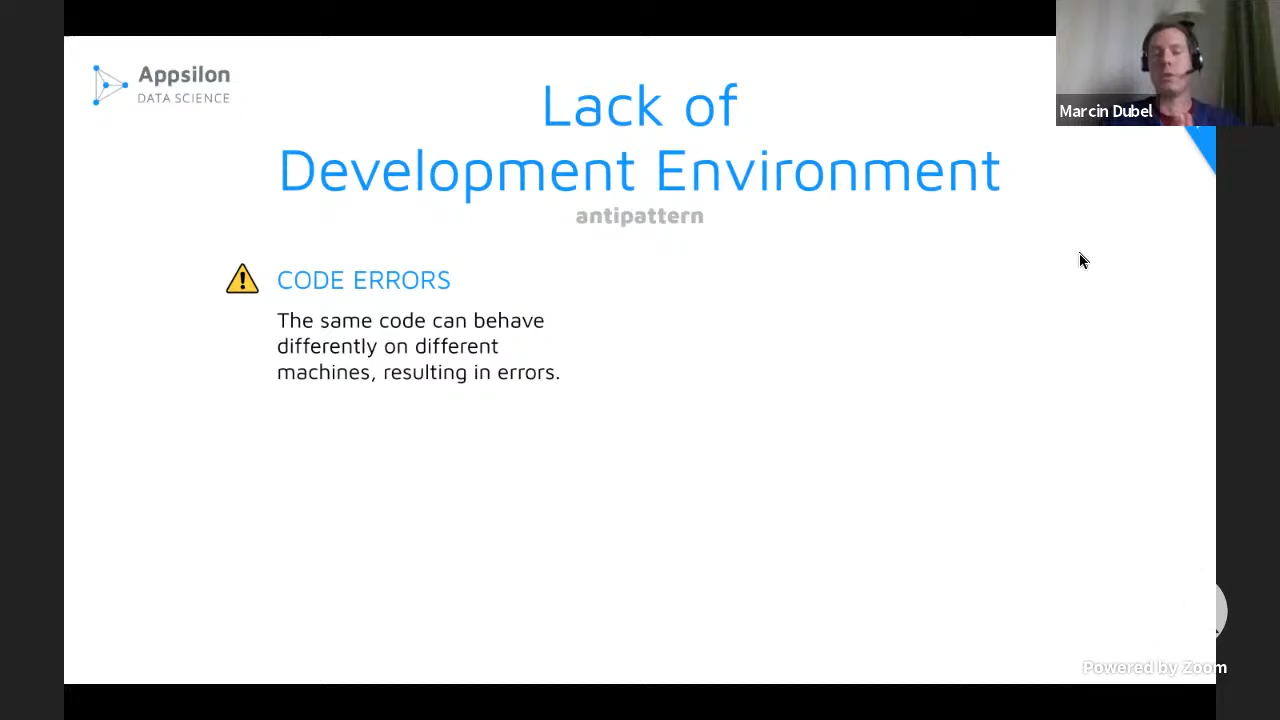 Appsilon
DATA SCIENCE
Lack of
Development Environment
antipattern
Marcin Dubel
CODE ERRORS
The same code can behave
differently on different
machines, resulting in errors.
Powered by Zoom